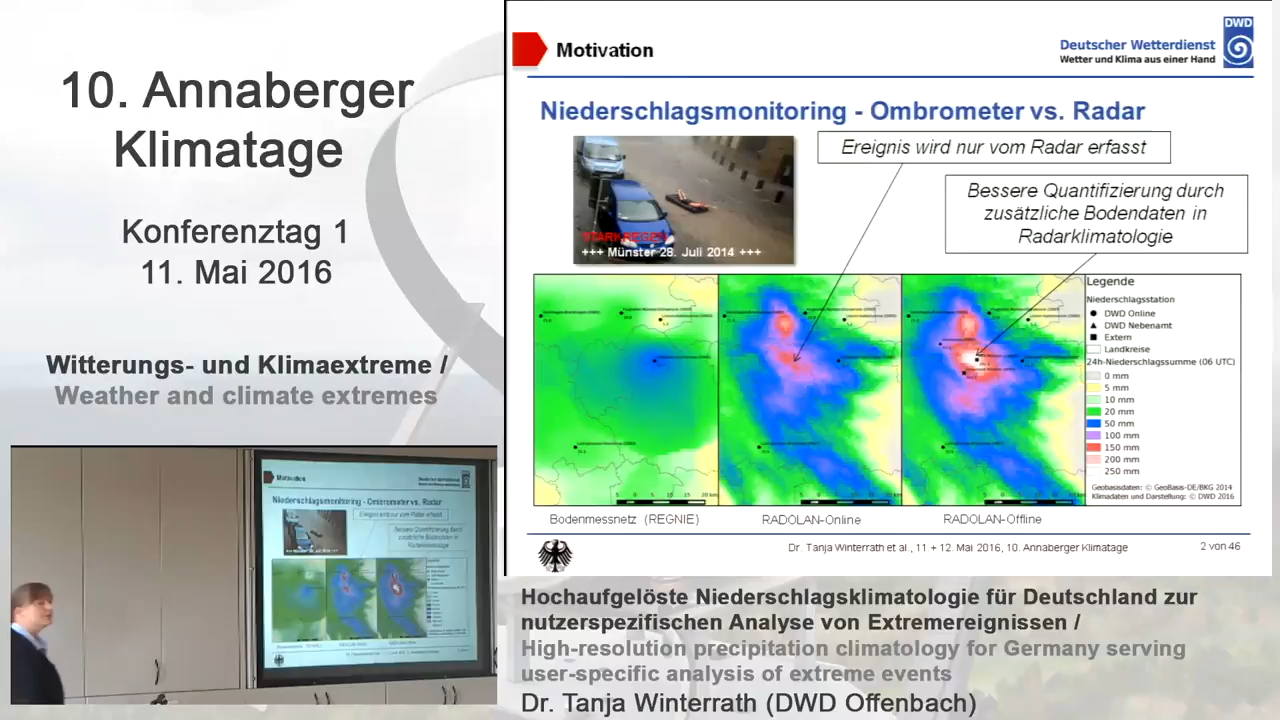 10. Annaberger
Klimatage
Konferenztag 1
11. Mai 2016
Witterungs- und Klimaextreme /
Weather and climate extremes
Motivation
DWD
Deutscher Wetterdienst
Wetter und Klima aus einer Hand
Niederschlagsmonitoring - Ombrometer vs. Radar
STARKREGEN
+++ Münster 28. Juli 2014 +++
Ereignis wird nur vom Radar erfasst
Bessere Quantifizierung durch
zusätzliche Bodendaten in
Radarklimatologie
Legende
Niederschlagsstation
DWD Online
DWD Nebenamt
Extern
Landkreise
24h-Niederschlagssumme (06 UTC)
0 mm
5 mm
10 mm
20 mm
50 mm
100 mm
150 mm
200 mm
250 mm
Geobasisdaten: © GeoBasis-DE/BKG 2014
Klimadaten und Darstellung: © DWD 2016
Bodenmessnetz (REGNIE)
RADOLAN-Online
RADOLAN-Offline
Dr. Tanja Winterrath et al., 11 + 12. Mai 2016, 10. Annaberger Klimatage
2 von 46
Motivation
Niederschlagsmonitoring - Ombrometer vs. Radar
Hochaufgelöste Niederschlagsklimatologie für Deutschland zur
nutzerspezifischen Analyse von Extremereignissen /
High-resolution precipitation climatology for Germany serving
user-specific analysis of extreme events
Dr. Tanja Winterrath (DWD Offenbach)